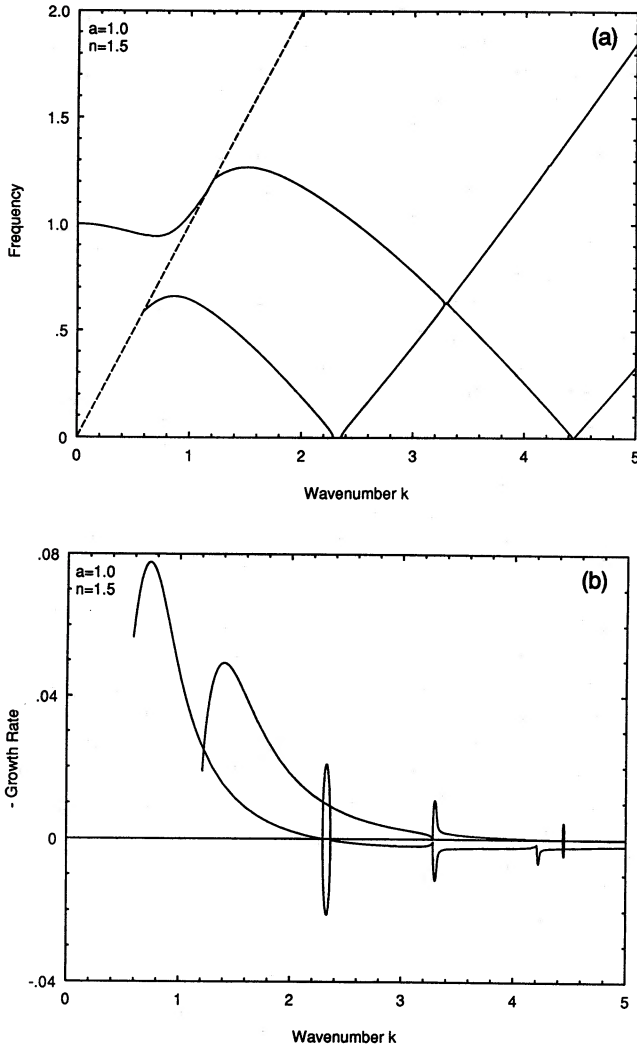 (a)
a=1.0
n=1.5
2.0
1.5
1.0
.5
0
Frequency
0 1 2 3 4 5
Wavenumber k
(b)
a=1.0
n=1.5
.08
.04
0
-.04
- Growth Rate
0 1 2 3 4 5
Wavenumber k